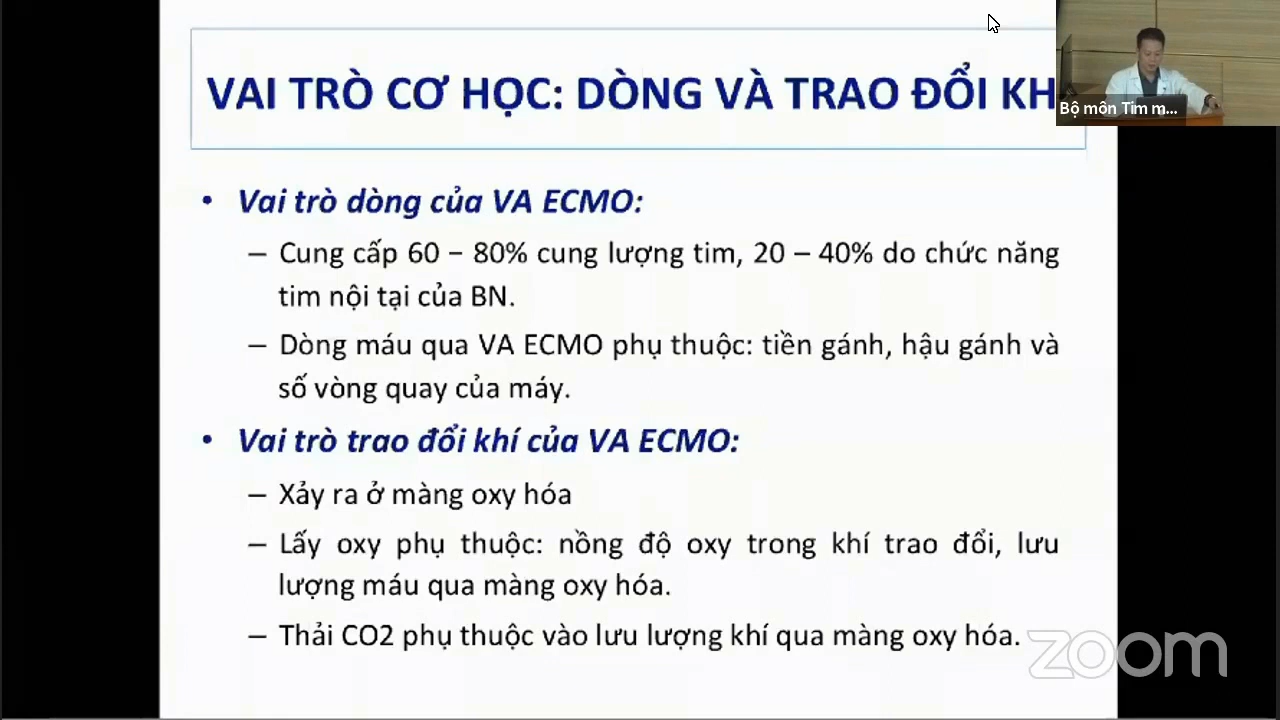 VAI TRÒ CƠ HỌC: DÒNG VÀ TRAO ĐỔI KH
Bộ môn Tim m...
• Vai trò dòng của VA ECMO:
– Cung cấp 60 – 80% cung lượng tim, 20 – 40% do chức năng
tim nội tại của BN.
– Dòng máu qua VA ECMO phụ thuộc: tiền gánh, hậu gánh và
số vòng quay của máy.
• Vai trò trao đổi khí của VA ECMO:
– Xảy ra ở màng oxy hóa
– Lấy oxy phụ thuộc: nồng độ oxy trong khí trao đổi, lưu
lượng máu qua màng oxy hóa.
– Thải CO2 phụ thuộc vào lưu lượng khí qua màng oxy hóa.
zoom